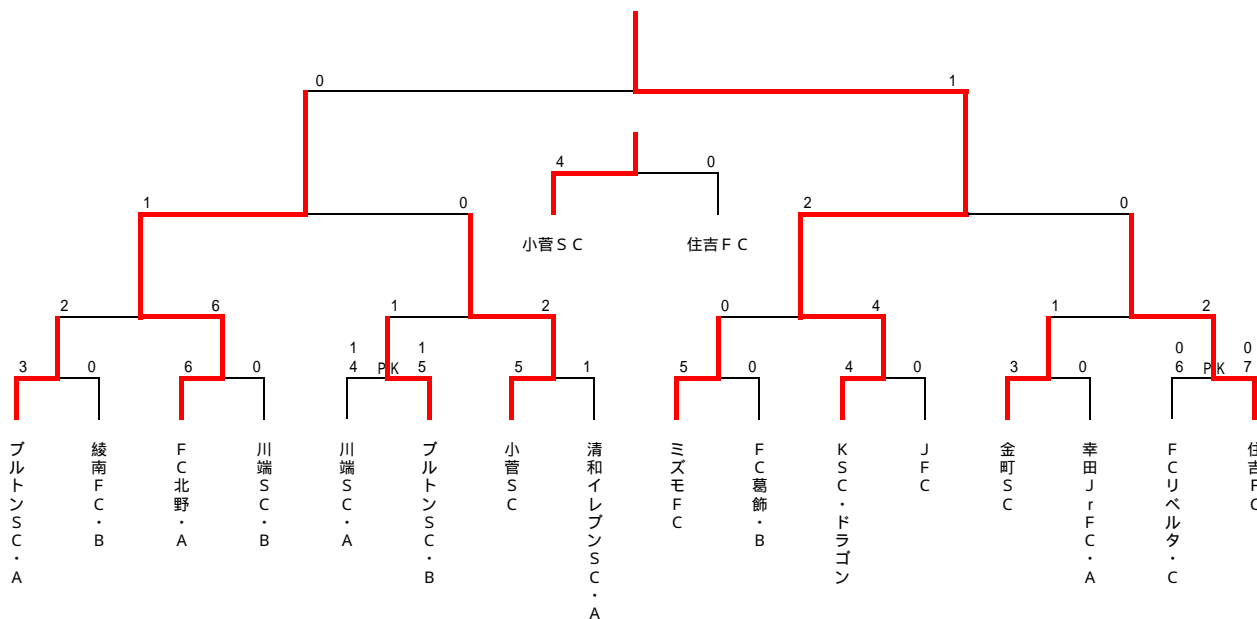 0 1
4 0
1 0 2 0
小菅SC 住吉FC
2 6 1 2 0 4 1 2
1 1 0 0
3 0 6 0 4 PK 5 5 1 5 0 4 0 3 0 6 PK 7
ブルトンSC・A
綾南FC・B
FC北野・A
川端SC・B
川端SC・A
ブルトンSC・B
小菅SC
清和イレブンSC・A
ミズモFC
FC葛飾・B
KSC・ドラゴン
JFC
金町SC
幸田JrFC・A
FCリベルタ・C
住吉FC